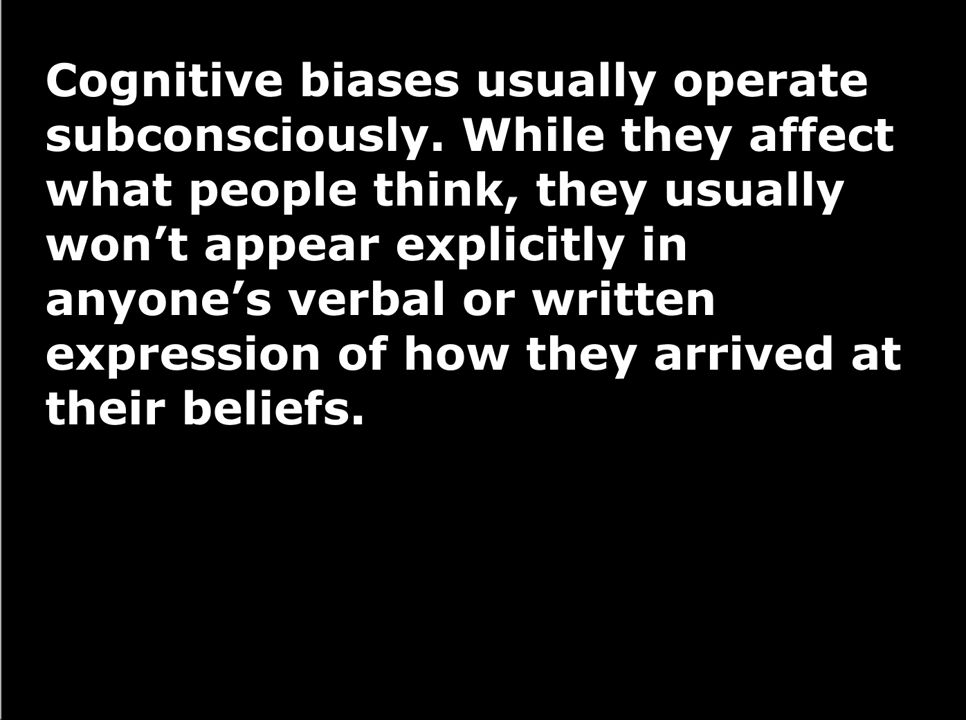 Cognitive biases usually operate
subconsciously. While they affect
what people think, they usually
won’t appear explicitly in
anyone’s verbal or written
expression of how they arrived at
their beliefs.